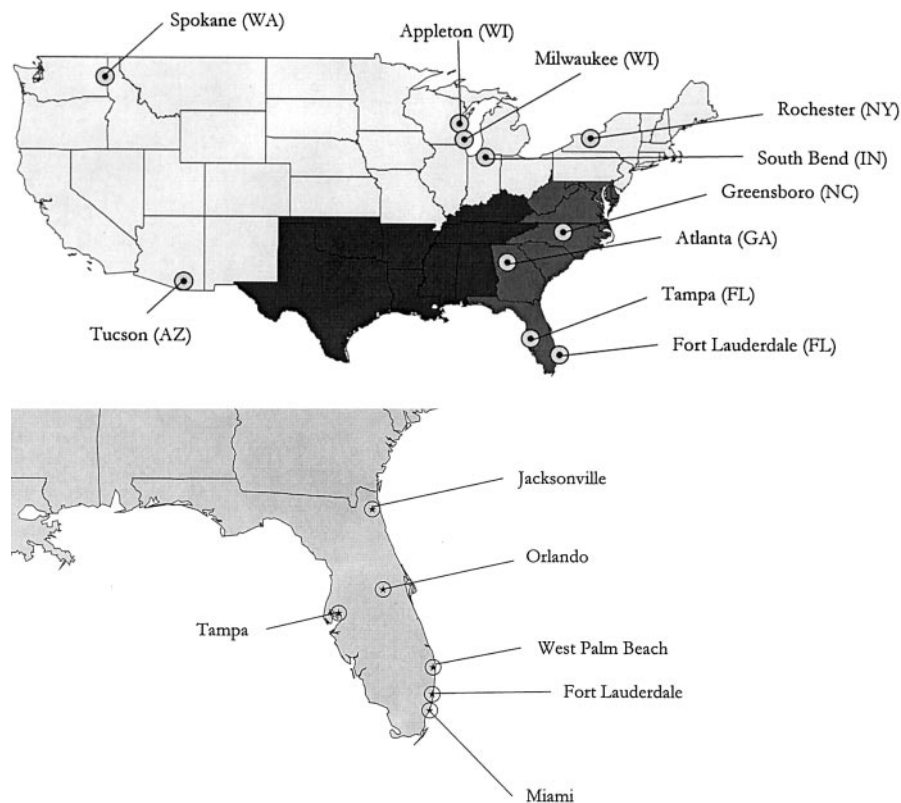 Spokane (WA)
Appleton (WI)
Milwaukee (WI)
Rochester (NY)
South Bend (IN)
Greensboro (NC)
Atlanta (GA)
Tampa (FL)
Tucson (AZ)
Fort Lauderdale (FL)
Jacksonville
Orlando
Tampa
West Palm Beach
Fort Lauderdale
Miami